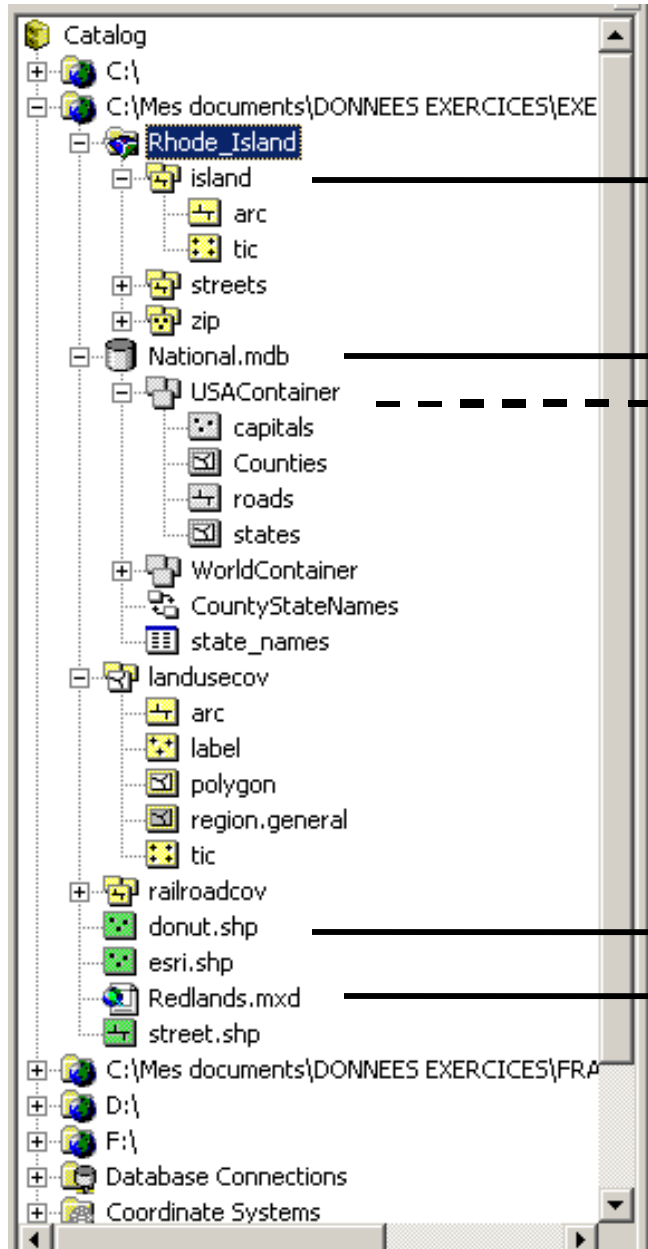 Catalog
C:\
C:\Mes documents\DONNEES EXERCICES\EXE
Rhode_Island
island
arc
tic
streets
zip
National.mdb
USAContainer
capitals
Counties
roads
states
WorldContainer
CountyStateNames
state_names
landusecov
arc
label
polygon
region.general
tic
railroadcov
donut.shp
esri.shp
Redlands.mxd
street.shp
C:\Mes documents\DONNEES EXERCICES\FRA
D:\
F:\
Database Connections
Coordinate Systems